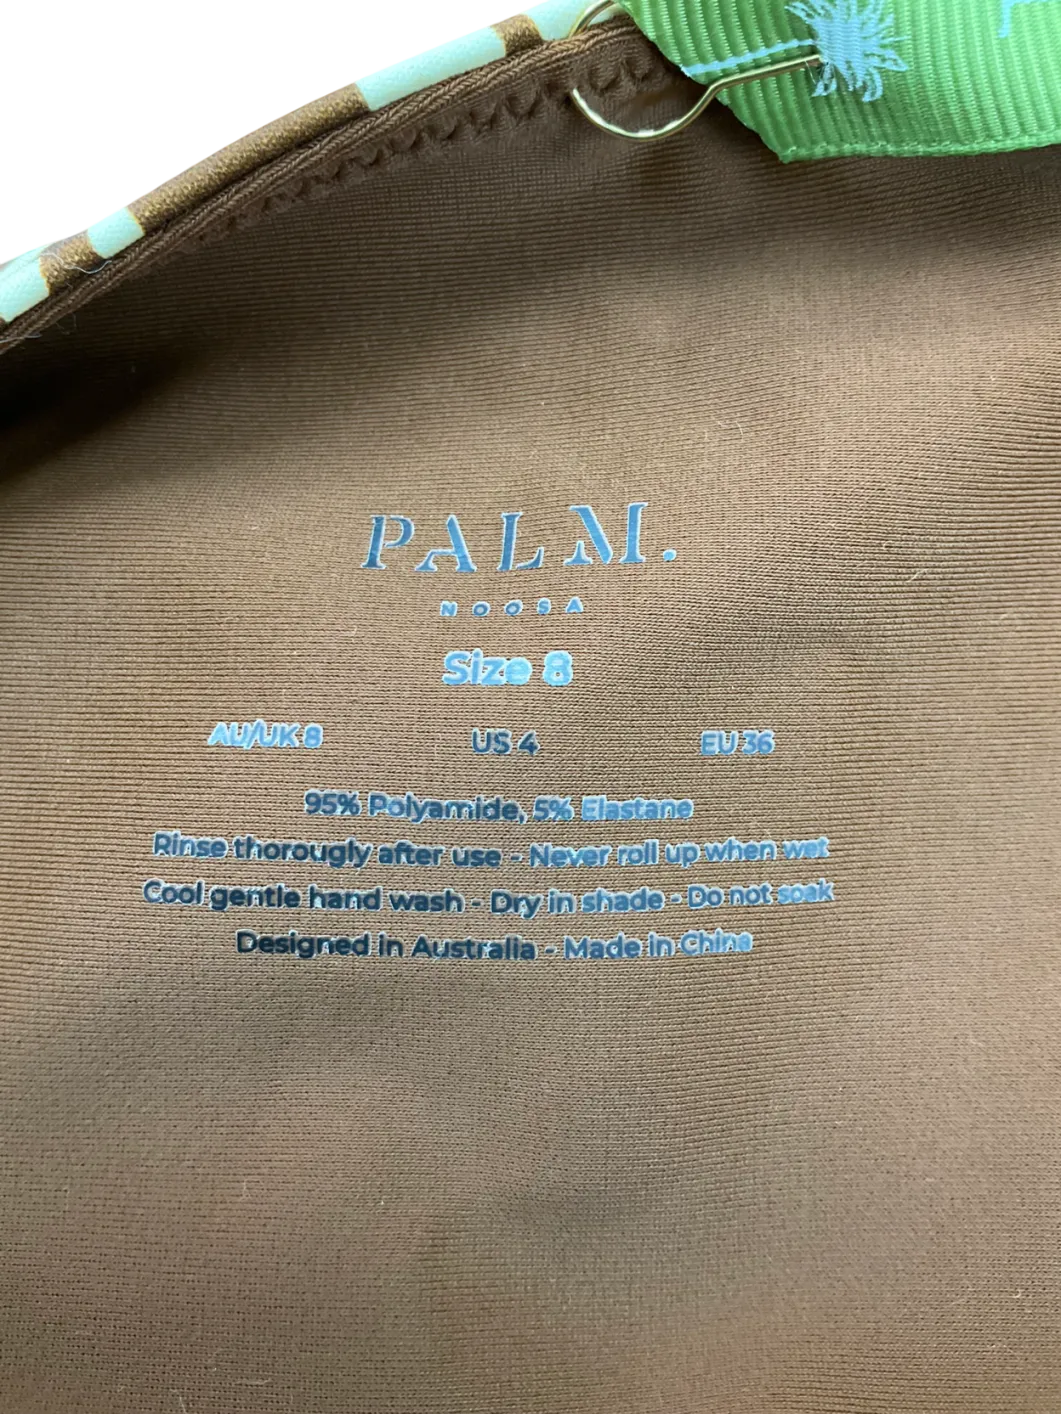 PALM.
NOOSA
Size 8
AU/UK 8 US 4 EU 36
95% Polyamide, 5% Elastane
Rinse thorougly after use - Never roll up when wet
Cool gentle hand wash - Dry in shade - Do not soak
Designed in Australia - Made in China